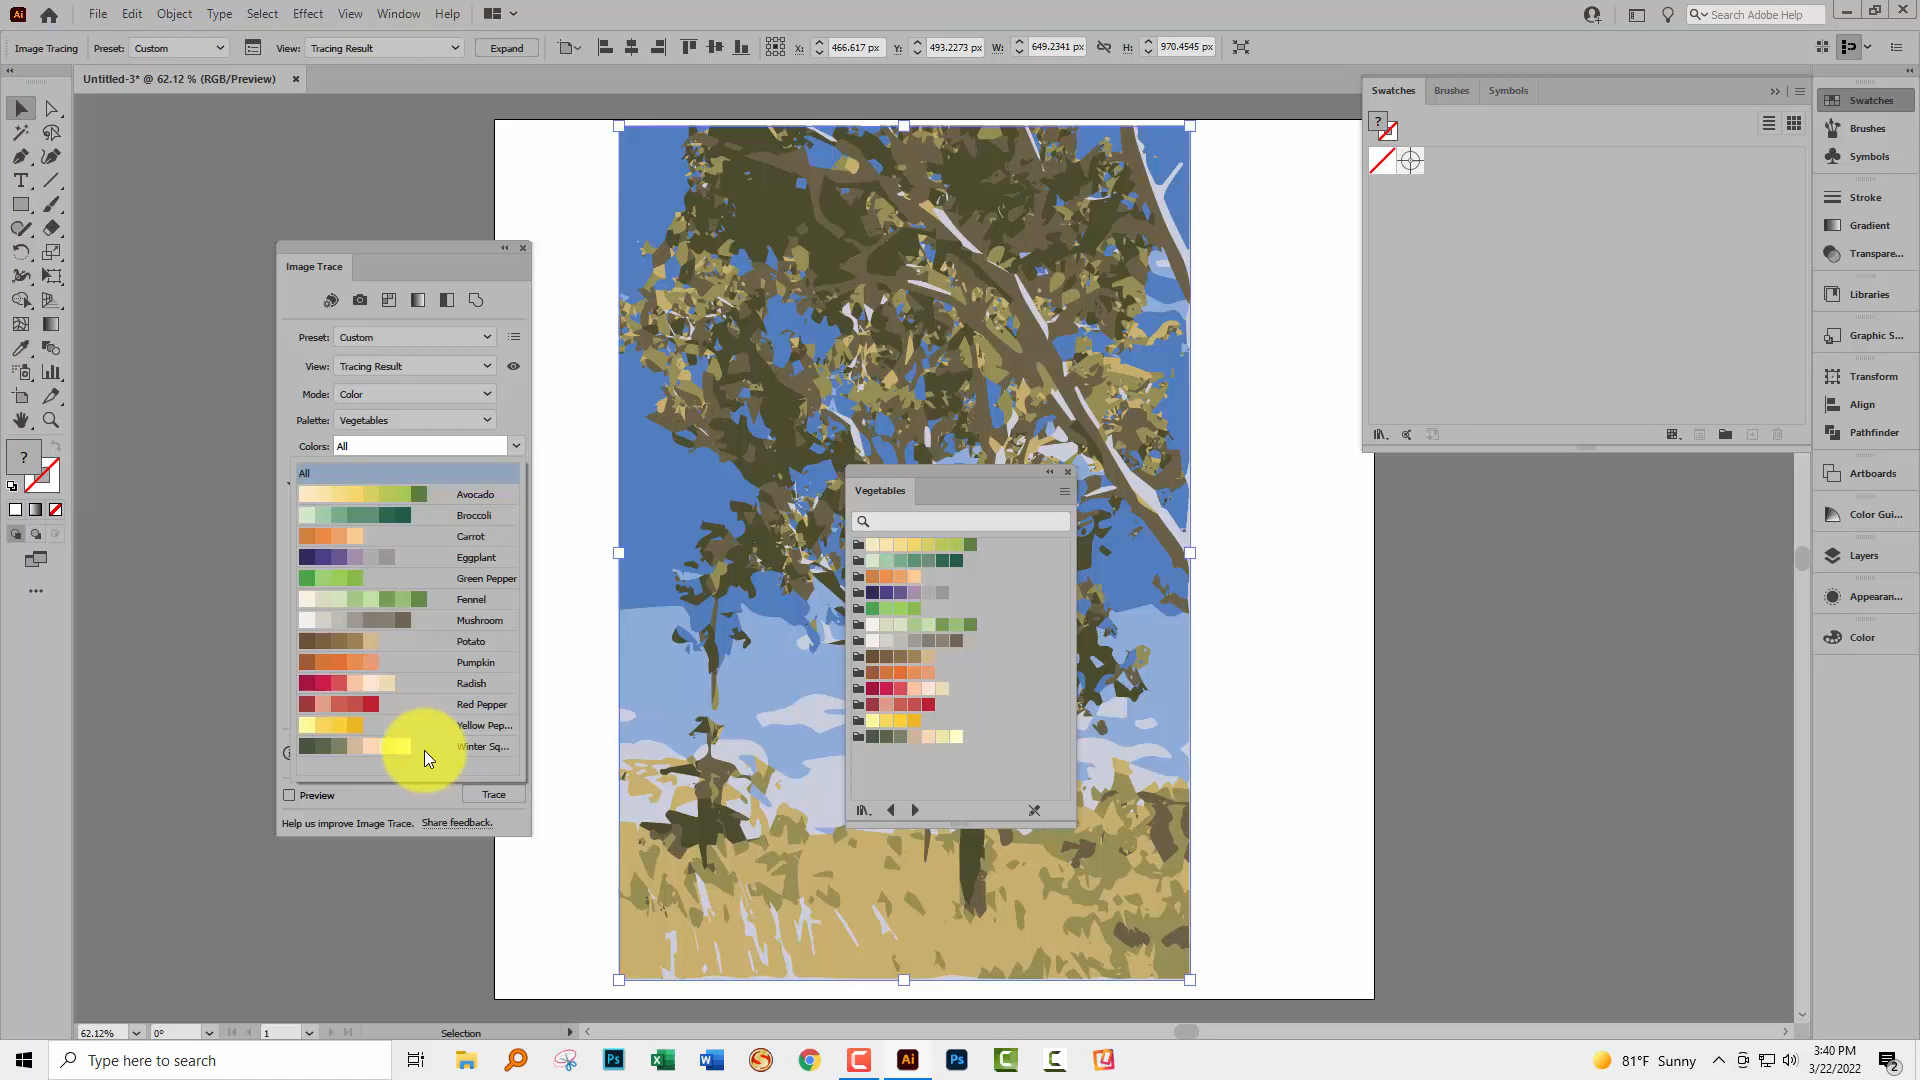 Ai File Edit Object Type Select Effect View Window Help Search Adobe Help
Image Tracing Preset: Custom View: Tracing Result Expand X: 466.617 px Y: 493.2273 px W: 649.2341 px H: 970.4545 px
Untitled-3* @ 62.12 % (RGB/Preview)
Swatches Brushes Symbols
?
Swatches
Brushes
Symbols
Stroke
Gradient
Transpare...
Libraries
Graphic S...
Transform
Align
Pathfinder
Artboards
Color Gui...
Layers
Appearan...
Color
Image Trace
Preset: Custom
View: Tracing Result
Mode: Color
Palette: Vegetables
Colors: All
All
Avocado
Broccoli
Carrot
Eggplant
Green Pepper
Fennel
Mushroom
Potato
Pumpkin
Radish
Red Pepper
Yellow Pep...
Winter Sq...
Preview Trace
Help us improve Image Trace. Share feedback.
?
Vegetables
62.12% 0° 1 Selection
Type here to search
Ps Ai Ps
81°F Sunny
3:40 PM
3/22/2022
2